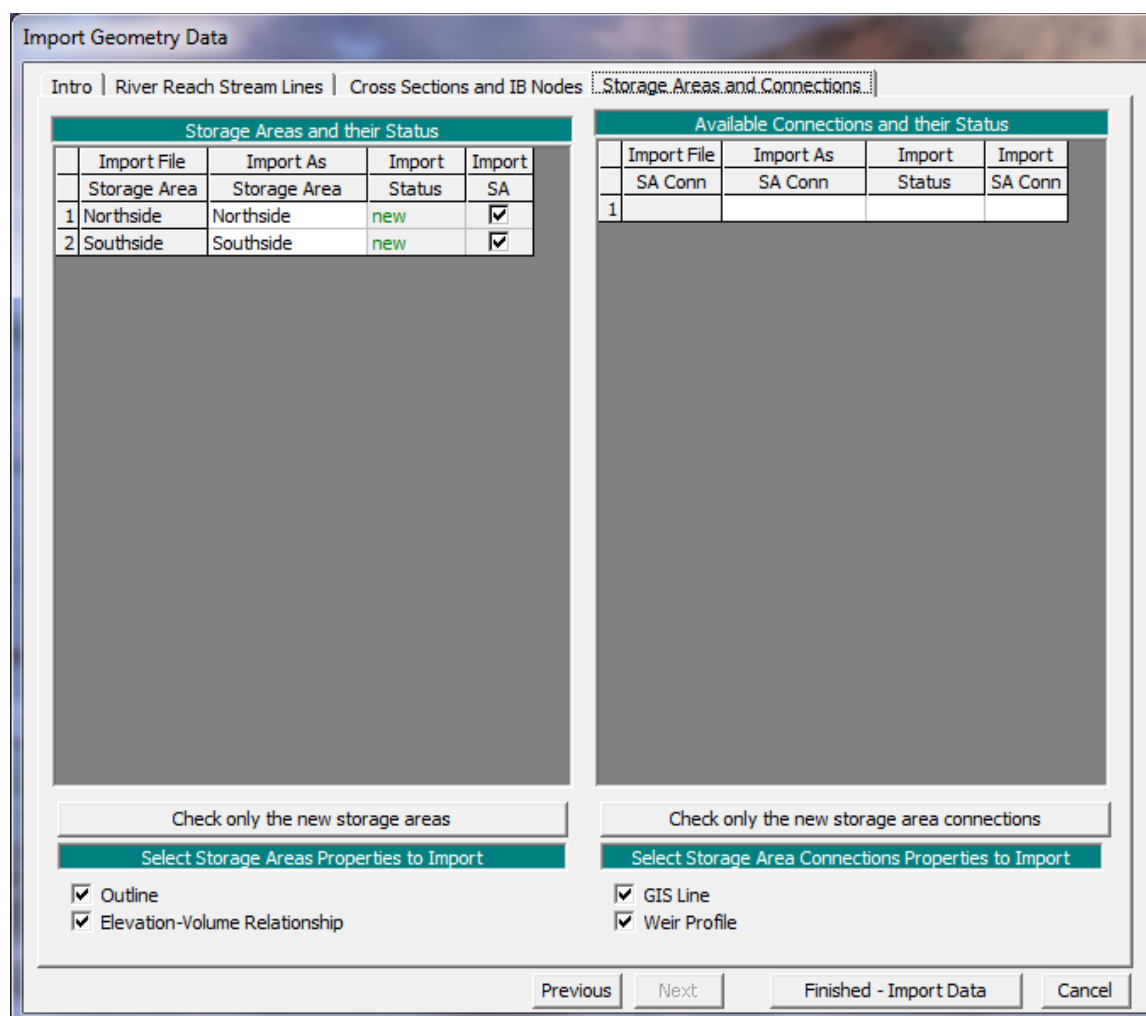 Import Geometry Data
Intro River Reach Stream Lines Cross Sections and IB Nodes Storage Areas and Connections
Storage Areas and their Status
Import File Import As Import Import
Storage Area Storage Area Status SA
1 Northside Northside new
2 Southside Southside new
Check only the new storage areas
Select Storage Areas Properties to Import
Outline
Elevation-Volume Relationship
Available Connections and their Status
Import File Import As Import Import
SA Conn SA Conn Status SA Conn
1
Check only the new storage area connections
Select Storage Area Connections Properties to Import
GIS Line
Weir Profile
Previous Next Finished - Import Data Cancel